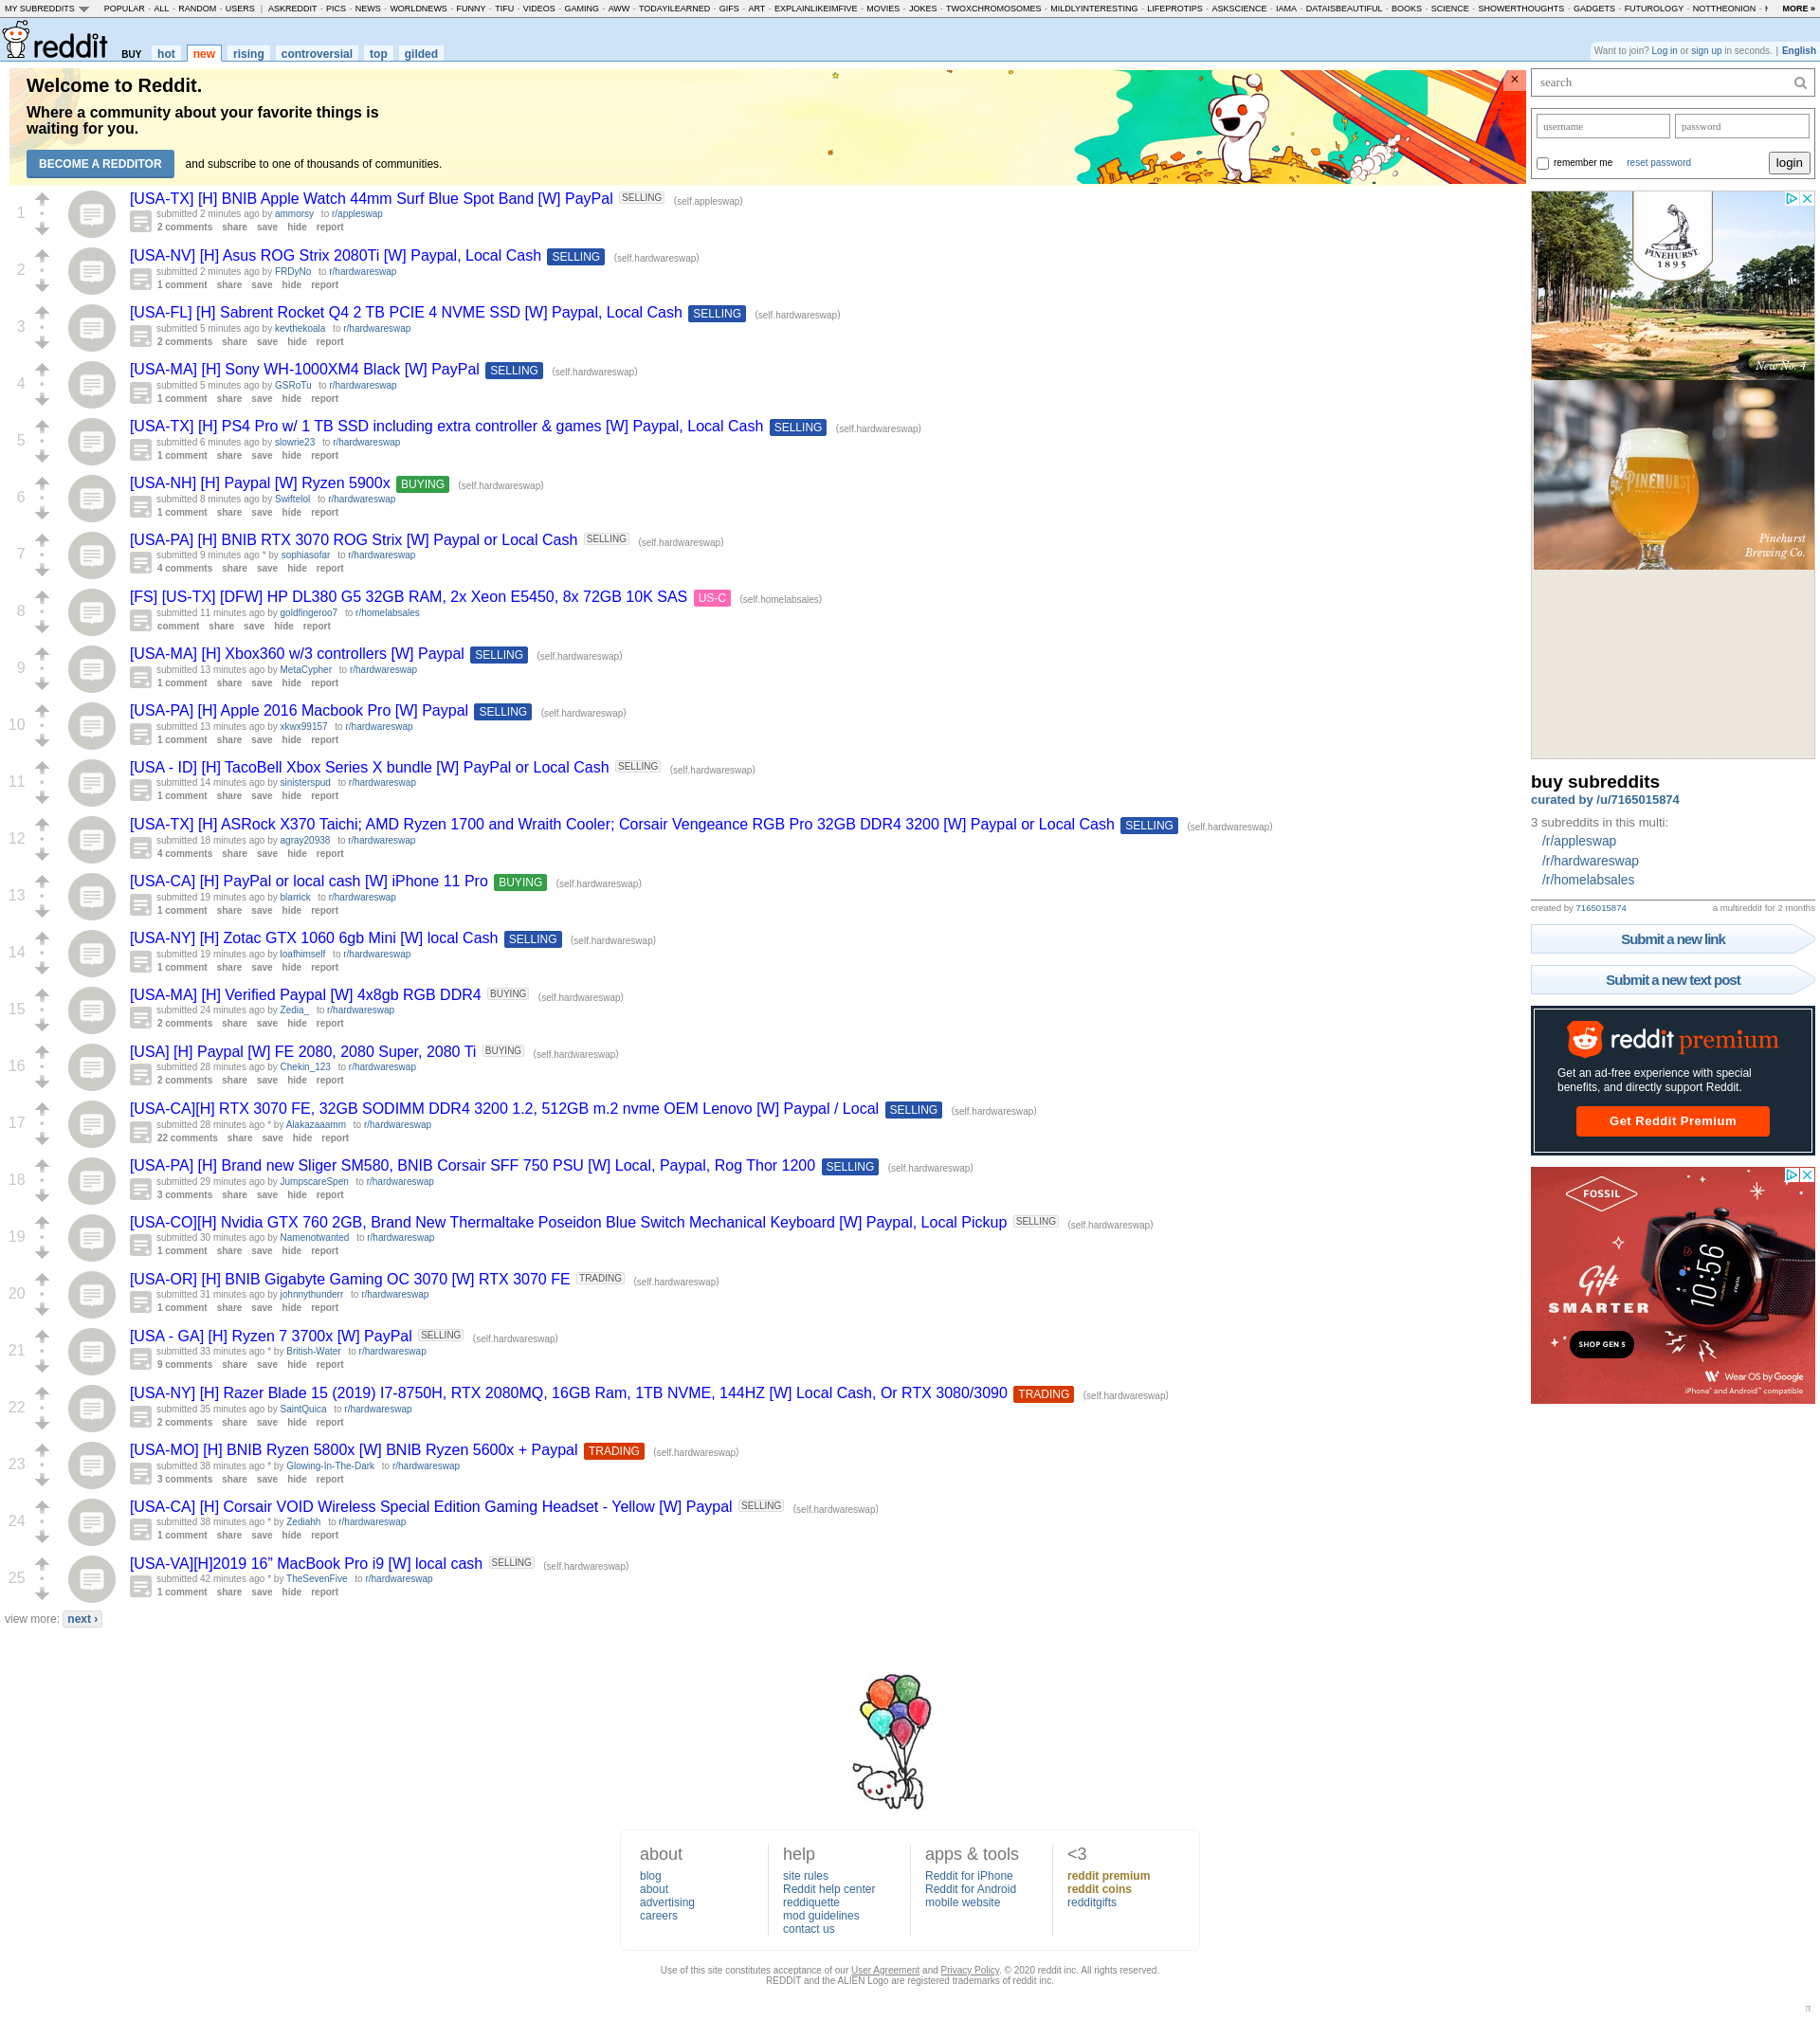 MY SUBREDDITS POPULAR - ALL - RANDOM - USERS | ASKREDDIT - PICS - NEWS - WORLDNEWS - FUNNY - TIFU - VIDEOS - GAMING - AWW - TODAYILEARNED - GIFS - ART - EXPLAINLIKEIMFIVE - MOVIES - JOKES - TWOXCHROMOSOMES - MILDLYINTERESTING - LIFEPROTIPS - ASKSCIENCE - IAMA - DATAISBEAUTIFUL - BOOKS - SCIENCE - SHOWERTHOUGHTS - GADGETS - FUTUROLOGY - NOTTHEONION - MORE »
reddit BUY hot new rising controversial top gilded
Want to join? Log in or sign up in seconds. | English
Welcome to Reddit.
Where a community about your favorite things is
waiting for you.
BECOME A REDDITOR and subscribe to one of thousands of communities.
×
1
[USA-TX] [H] BNIB Apple Watch 44mm Surf Blue Spot Band [W] PayPal SELLING (self.appleswap)
submitted 2 minutes ago by ammorsy to r/appleswap
2 comments share save hide report
2
[USA-NV] [H] Asus ROG Strix 2080Ti [W] Paypal, Local Cash SELLING (self.hardwareswap)
submitted 2 minutes ago by FRDyNo to r/hardwareswap
1 comment share save hide report
3
[USA-FL] [H] Sabrent Rocket Q4 2 TB PCIE 4 NVME SSD [W] Paypal, Local Cash SELLING (self.hardwareswap)
submitted 5 minutes ago by kevthekoala to r/hardwareswap
2 comments share save hide report
4
[USA-MA] [H] Sony WH-1000XM4 Black [W] PayPal SELLING (self.hardwareswap)
submitted 5 minutes ago by GSRoTu to r/hardwareswap
1 comment share save hide report
5
[USA-TX] [H] PS4 Pro w/ 1 TB SSD including extra controller & games [W] Paypal, Local Cash SELLING (self.hardwareswap)
submitted 6 minutes ago by slowrie23 to r/hardwareswap
1 comment share save hide report
6
[USA-NH] [H] Paypal [W] Ryzen 5900x BUYING (self.hardwareswap)
submitted 8 minutes ago by Swiftelol to r/hardwareswap
1 comment share save hide report
7
[USA-PA] [H] BNIB RTX 3070 ROG Strix [W] Paypal or Local Cash SELLING (self.hardwareswap)
submitted 9 minutes ago * by sophiasofar to r/hardwareswap
4 comments share save hide report
8
[FS] [US-TX] [DFW] HP DL380 G5 32GB RAM, 2x Xeon E5450, 8x 72GB 10K SAS US-C (self.homelabsales)
submitted 11 minutes ago by goldfingeroo7 to r/homelabsales
comment share save hide report
9
[USA-MA] [H] Xbox360 w/3 controllers [W] Paypal SELLING (self.hardwareswap)
submitted 13 minutes ago by MetaCypher to r/hardwareswap
1 comment share save hide report
10
[USA-PA] [H] Apple 2016 Macbook Pro [W] Paypal SELLING (self.hardwareswap)
submitted 13 minutes ago by xkwx99157 to r/hardwareswap
1 comment share save hide report
11
[USA - ID] [H] TacoBell Xbox Series X bundle [W] PayPal or Local Cash SELLING (self.hardwareswap)
submitted 14 minutes ago by sinisterspud to r/hardwareswap
1 comment share save hide report
12
[USA-TX] [H] ASRock X370 Taichi; AMD Ryzen 1700 and Wraith Cooler; Corsair Vengeance RGB Pro 32GB DDR4 3200 [W] Paypal or Local Cash SELLING (self.hardwareswap)
submitted 18 minutes ago by agray20938 to r/hardwareswap
4 comments share save hide report
13
[USA-CA] [H] PayPal or local cash [W] iPhone 11 Pro BUYING (self.hardwareswap)
submitted 19 minutes ago by blarrick to r/hardwareswap
1 comment share save hide report
14
[USA-NY] [H] Zotac GTX 1060 6gb Mini [W] local Cash SELLING (self.hardwareswap)
submitted 19 minutes ago by loafhimself to r/hardwareswap
1 comment share save hide report
15
[USA-MA] [H] Verified Paypal [W] 4x8gb RGB DDR4 BUYING (self.hardwareswap)
submitted 24 minutes ago by Zedia_ to r/hardwareswap
2 comments share save hide report
16
[USA] [H] Paypal [W] FE 2080, 2080 Super, 2080 Ti BUYING (self.hardwareswap)
submitted 28 minutes ago by Chekin_123 to r/hardwareswap
2 comments share save hide report
17
[USA-CA][H] RTX 3070 FE, 32GB SODIMM DDR4 3200 1.2, 512GB m.2 nvme OEM Lenovo [W] Paypal / Local SELLING (self.hardwareswap)
submitted 28 minutes ago * by Alakazaaamm to r/hardwareswap
22 comments share save hide report
18
[USA-PA] [H] Brand new Sliger SM580, BNIB Corsair SFF 750 PSU [W] Local, Paypal, Rog Thor 1200 SELLING (self.hardwareswap)
submitted 29 minutes ago by JumpscareSpen to r/hardwareswap
3 comments share save hide report
19
[USA-CO][H] Nvidia GTX 760 2GB, Brand New Thermaltake Poseidon Blue Switch Mechanical Keyboard [W] Paypal, Local Pickup SELLING (self.hardwareswap)
submitted 30 minutes ago by Namenotwanted to r/hardwareswap
1 comment share save hide report
20
[USA-OR] [H] BNIB Gigabyte Gaming OC 3070 [W] RTX 3070 FE TRADING (self.hardwareswap)
submitted 31 minutes ago by johnnythunderr to r/hardwareswap
1 comment share save hide report
21
[USA - GA] [H] Ryzen 7 3700x [W] PayPal SELLING (self.hardwareswap)
submitted 33 minutes ago * by British-Water to r/hardwareswap
9 comments share save hide report
22
[USA-NY] [H] Razer Blade 15 (2019) I7-8750H, RTX 2080MQ, 16GB Ram, 1TB NVME, 144HZ [W] Local Cash, Or RTX 3080/3090 TRADING (self.hardwareswap)
submitted 35 minutes ago by SaintQuica to r/hardwareswap
2 comments share save hide report
23
[USA-MO] [H] BNIB Ryzen 5800x [W] BNIB Ryzen 5600x + Paypal TRADING (self.hardwareswap)
submitted 38 minutes ago * by Glowing-In-The-Dark to r/hardwareswap
3 comments share save hide report
24
[USA-CA] [H] Corsair VOID Wireless Special Edition Gaming Headset - Yellow [W] Paypal SELLING (self.hardwareswap)
submitted 38 minutes ago * by Zediahh to r/hardwareswap
1 comment share save hide report
25
[USA-VA][H]2019 16” MacBook Pro i9 [W] local cash SELLING (self.hardwareswap)
submitted 42 minutes ago * by TheSevenFive to r/hardwareswap
1 comment share save hide report
view more: next ›
search
username password
remember me reset password login
PINEHURST
1895
New No. 4
PINEHURST
Pinehurst
Brewing Co.
buy subreddits
curated by /u/7165015874
3 subreddits in this multi:
/r/appleswap
/r/hardwareswap
/r/homelabsales
created by 7165015874 a multireddit for 2 months
Submit a new link
Submit a new text post
reddit premium
Get an ad-free experience with special
benefits, and directly support Reddit.
Get Reddit Premium
FOSSIL
10:56
Gift
SMARTER
SHOP GEN 5
Wear OS by Google
iPhone® and Android™ compatible
about
blog
about
advertising
careers
help
site rules
Reddit help center
reddiquette
mod guidelines
contact us
apps & tools
Reddit for iPhone
Reddit for Android
mobile website
<3
reddit premium
reddit coins
redditgifts
Use of this site constitutes acceptance of our User Agreement and Privacy Policy. © 2020 reddit inc. All rights reserved.
REDDIT and the ALIEN Logo are registered trademarks of reddit inc.
π